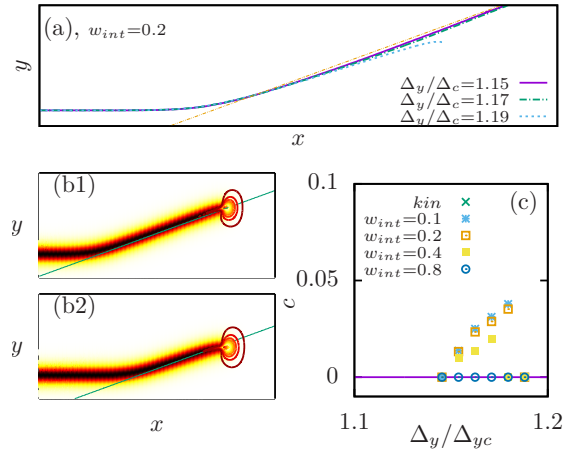 (a), w_int=0.2
y
Δ_y/Δ_c=1.15
Δ_y/Δ_c=1.17
Δ_y/Δ_c=1.19
x
(b1)
y
(b2)
y
x
0.1
kin (c)
w_int=0.1
w_int=0.2
w_int=0.4
w_int=0.8
0.05
c
0
1.1 1.2
Δ_y/Δ_yc